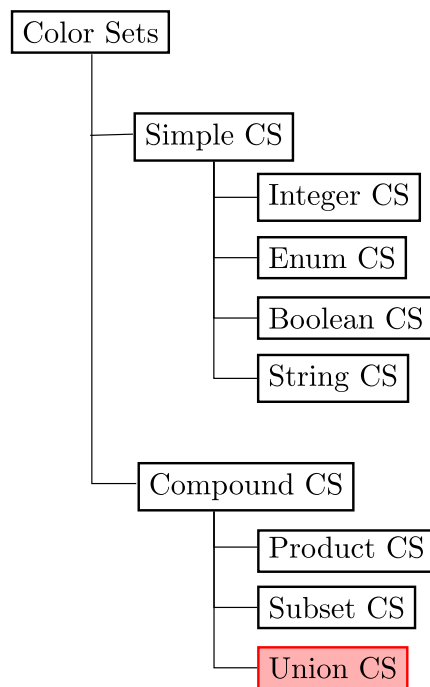 Color Sets
Simple CS
Integer CS
Enum CS
Boolean CS
String CS
Compound CS
Product CS
Subset CS
Union CS